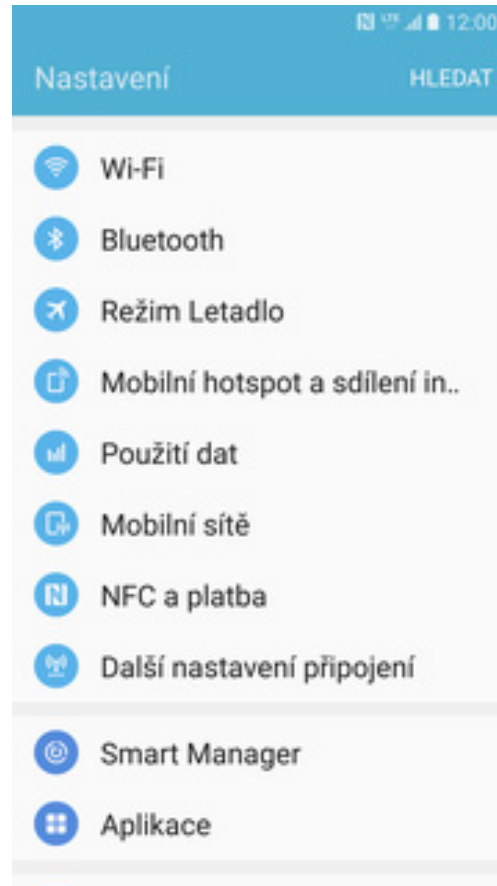 LTE 12:00
Nastavení HLEDAT
Wi-Fi
Bluetooth
Režim Letadlo
Mobilní hotspot a sdílení in..
Použití dat
Mobilní sítě
NFC a platba
Další nastavení připojení
Smart Manager
Aplikace